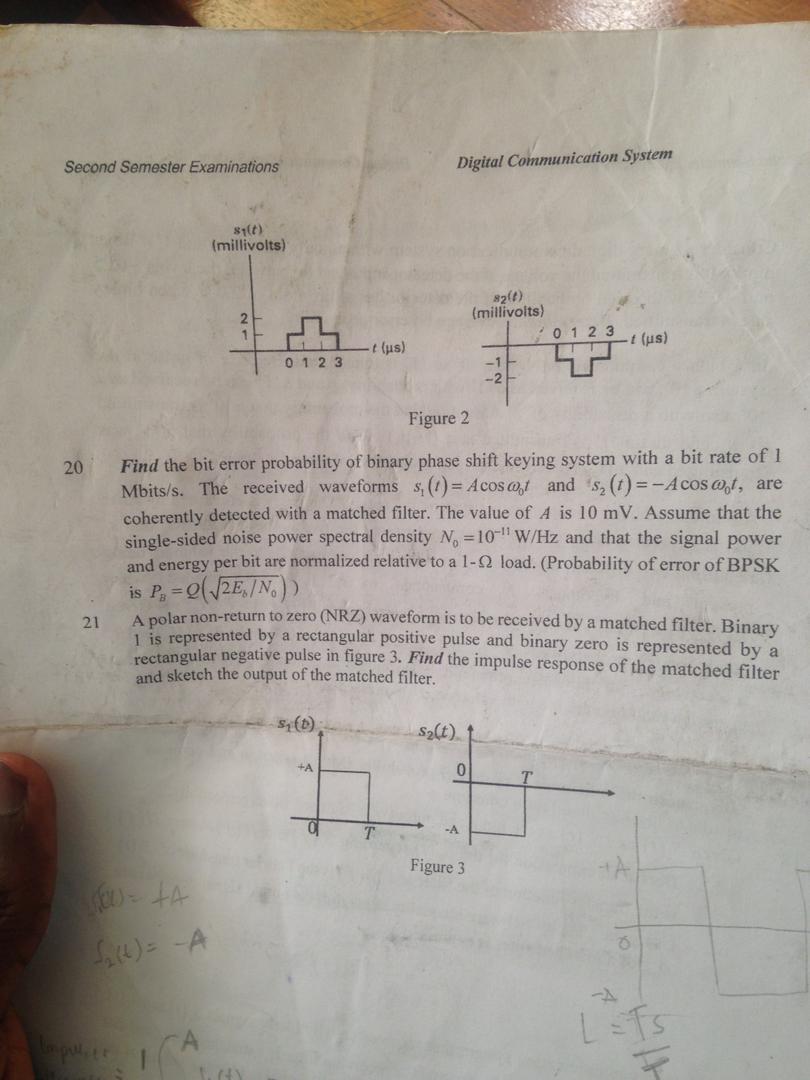 Second Semester Examinations
Digital Communication System
s₁(t)
(millivolts)
2
1
0 1 2 3
t (μs)
s₂(t)
(millivolts)
0 1 2 3
t (μs)
−1
−2
Figure 2
20 Find the bit error probability of binary phase shift keying system with a bit rate of 1
Mbits/s. The received waveforms s₁(t) = A cos ω₀t and s₂(t) = −A cos ω₀t, are
coherently detected with a matched filter. The value of A is 10 mV. Assume that the
single-sided noise power spectral density N₀ = 10⁻¹¹ W/Hz and that the signal power
and energy per bit are normalized relative to a 1-Ω load. (Probability of error of BPSK
is P_B = Q(√(2E_b/N₀)) )
21 A polar non-return to zero (NRZ) waveform is to be received by a matched filter. Binary
1 is represented by a rectangular positive pulse and binary zero is represented by a
rectangular negative pulse in figure 3. Find the impulse response of the matched filter
and sketch the output of the matched filter.
s₁(t)
+A
0
T
s₂(t)
0
T
-A
Figure 3
= +A
S₂(t) = -A
+A
0
-A
A